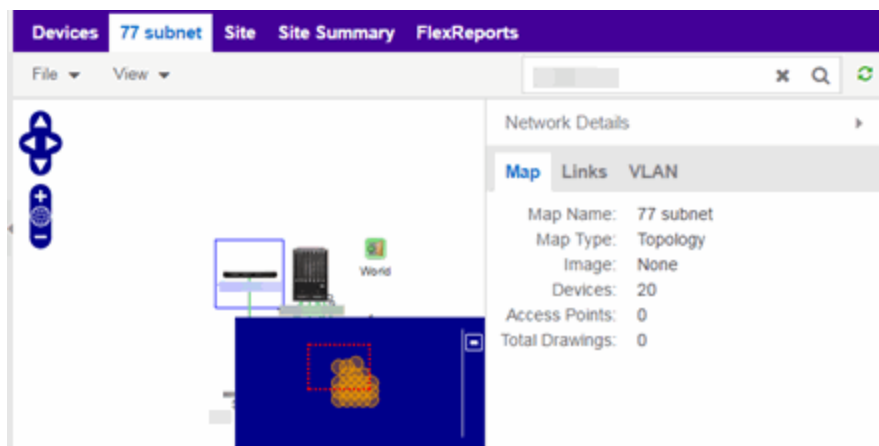 Devices 77 subnet Site Site Summary FlexReports
File View
Network Details
Map Links VLAN
Map Name: 77 subnet
Map Type: Topology
Image: None
Devices: 20
Access Points: 0
Total Drawings: 0
World